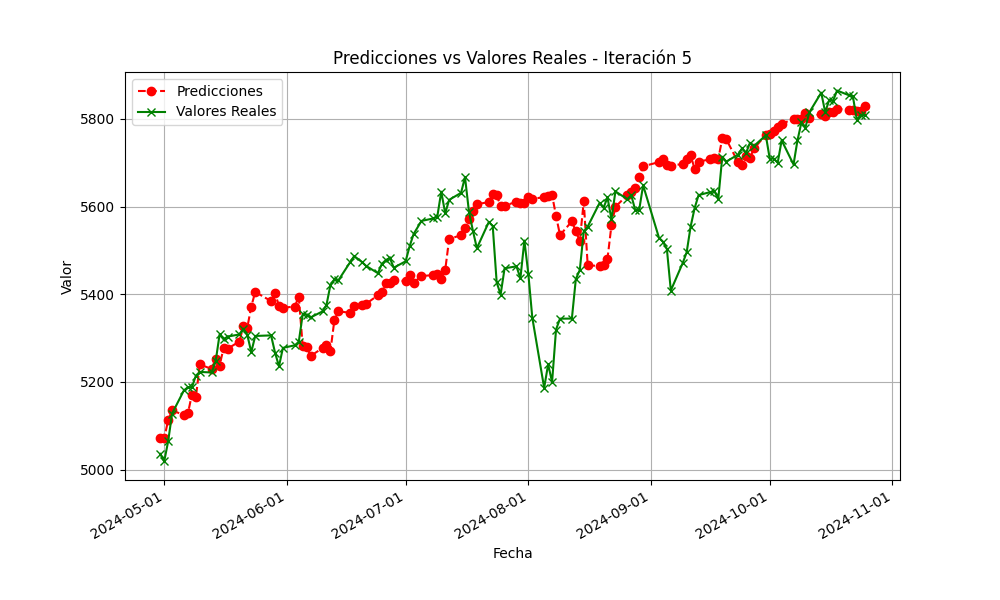 Predicciones vs Valores Reales - Iteración 5
Predicciones
Valores Reales
Valor
5800
5600
5400
5200
5000
2024-05-01
2024-06-01
2024-07-01
2024-08-01
2024-09-01
2024-10-01
2024-11-01
Fecha